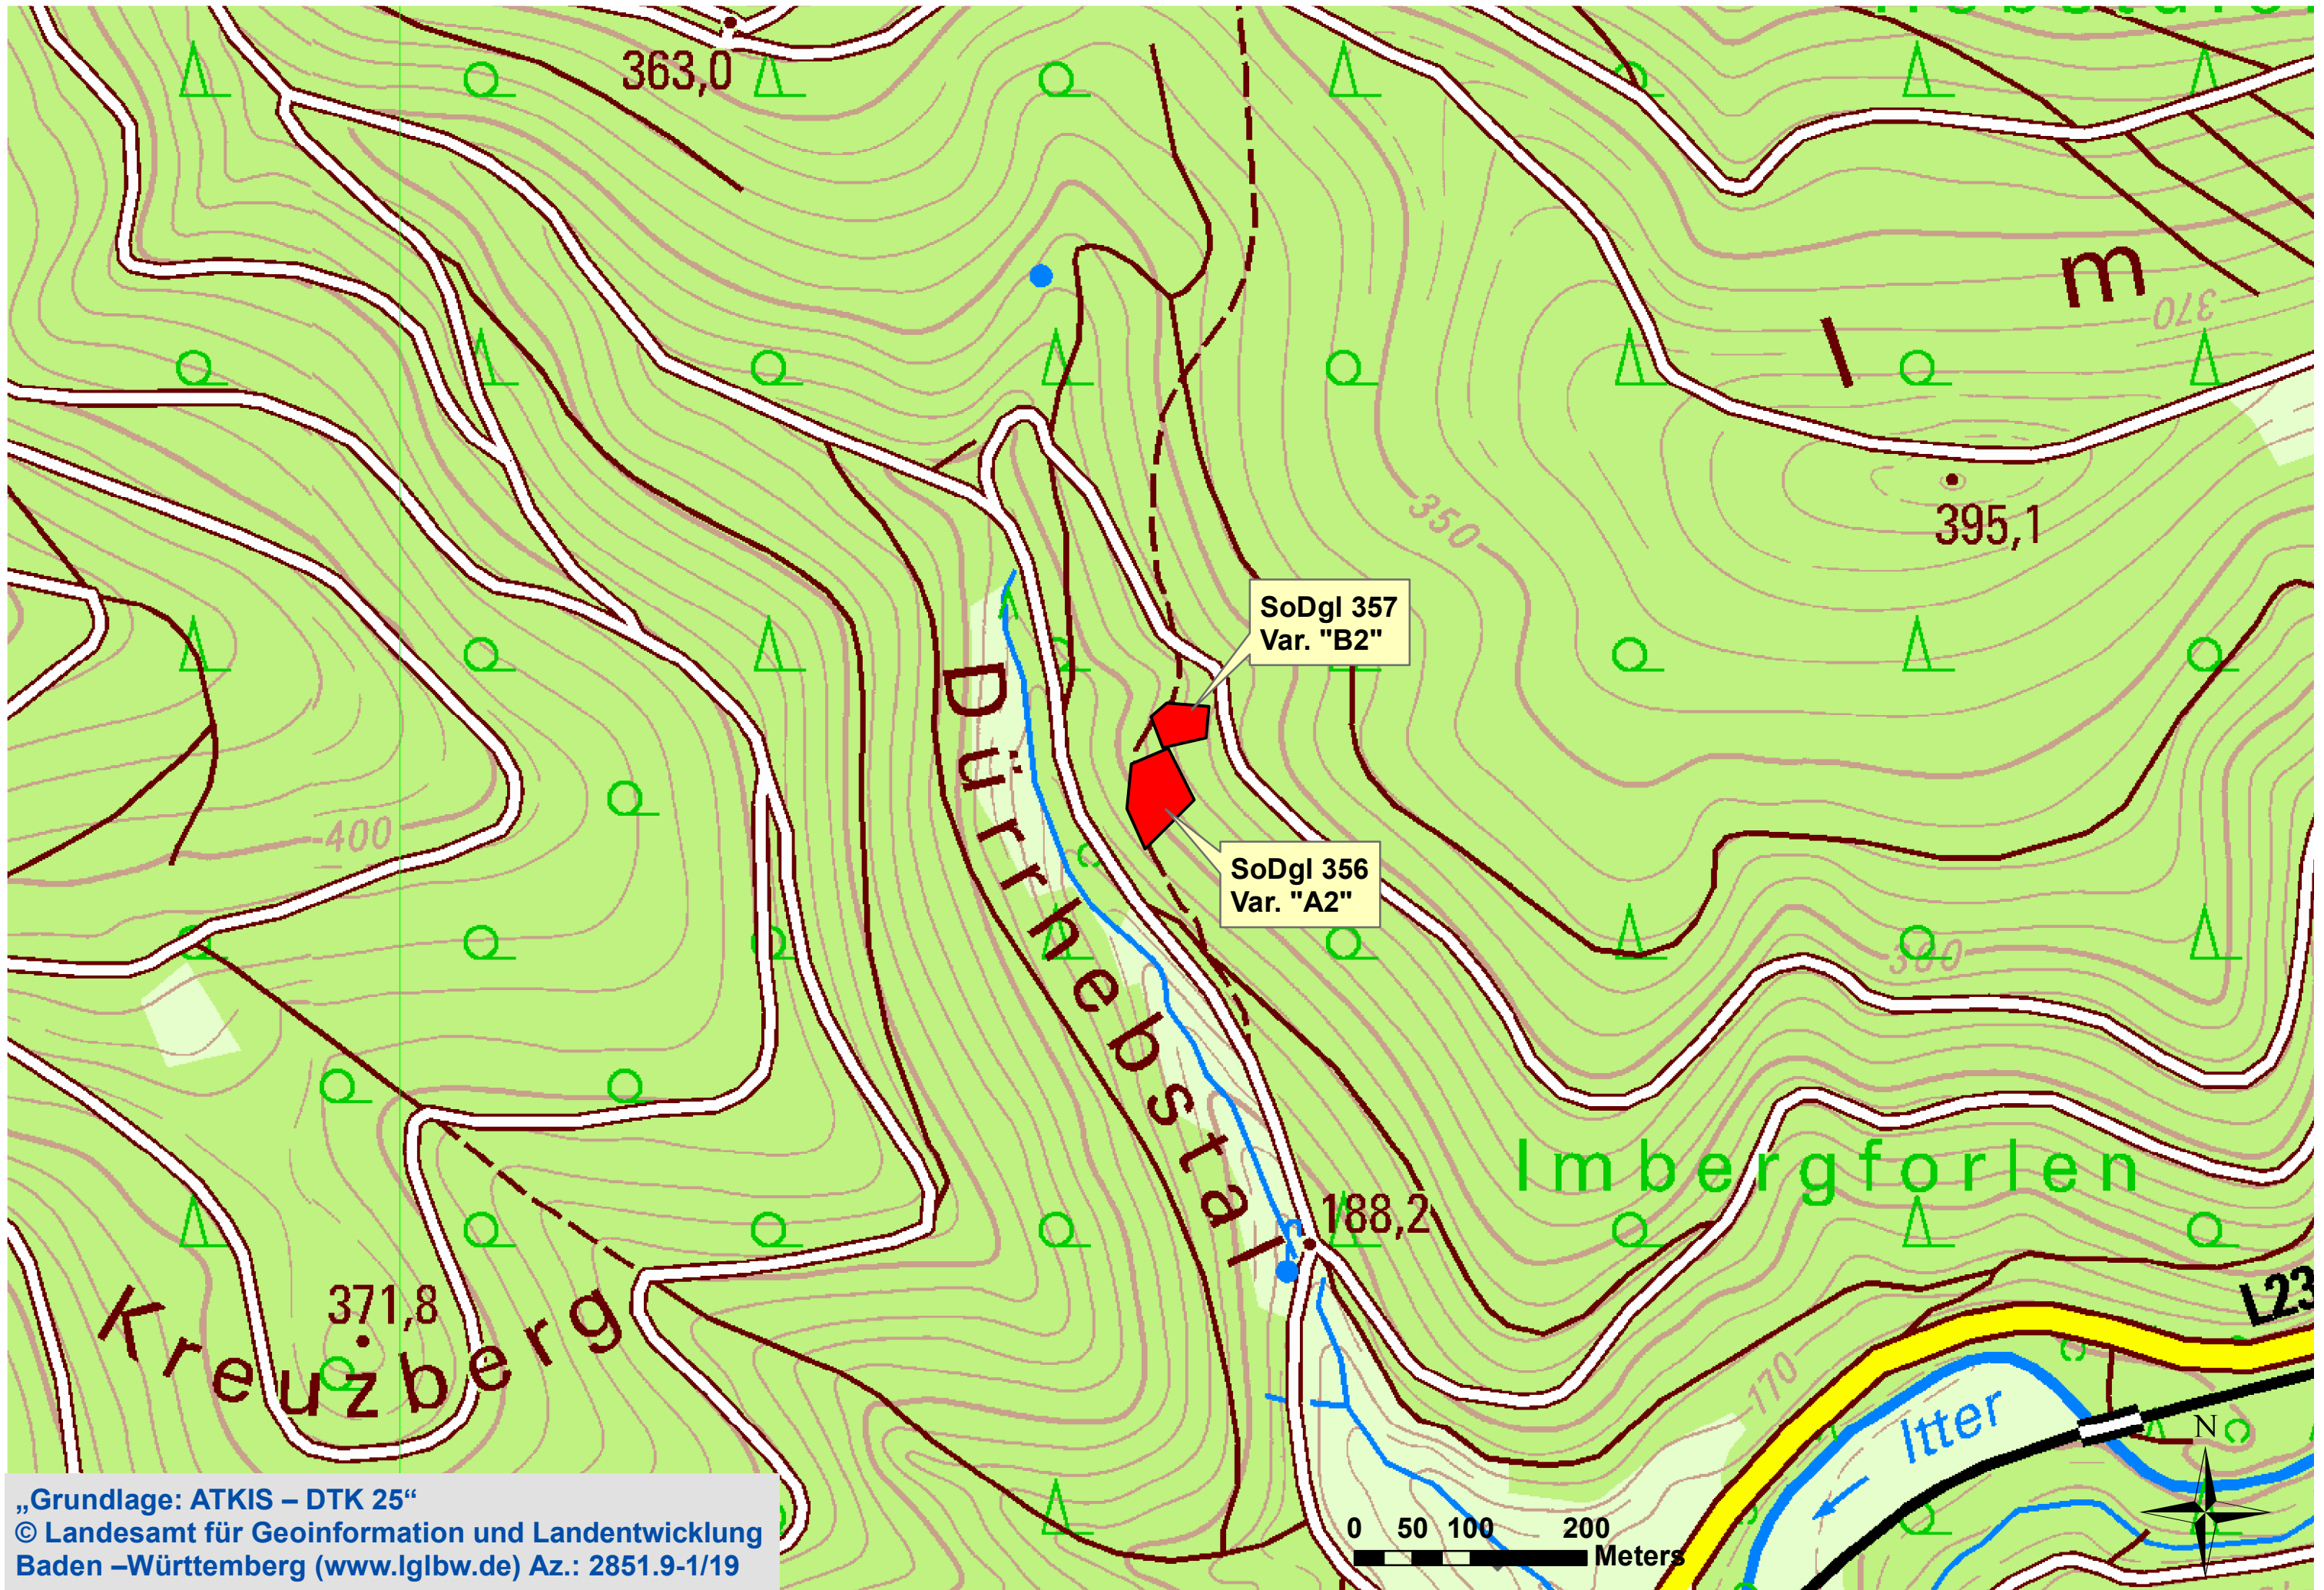 363,0
m
l
370
395,1
350
SoDgl 357
Var. "B2"
Dürrhebstal
400
SoDgl 356
Var. "A2"
300
Imbergforlen
188,2
371,8
Kreuzberg
L23
170
Itter
N
„Grundlage: ATKIS – DTK 25“
© Landesamt für Geoinformation und Landentwicklung
Baden –Württemberg (www.lglbw.de) Az.: 2851.9-1/19
0 50 100 200
Meters